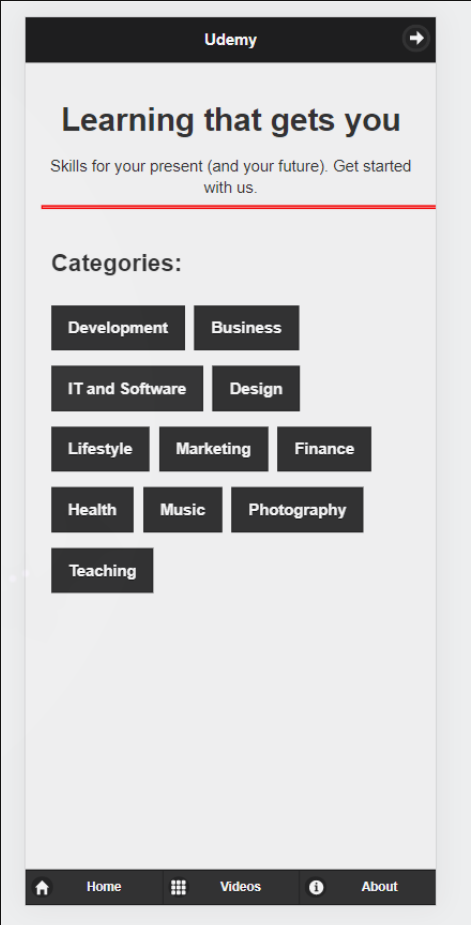 Udemy
Learning that gets you
Skills for your present (and your future). Get started
with us.
Categories:
Development Business
IT and Software Design
Lifestyle Marketing Finance
Health Music Photography
Teaching
Home Videos About